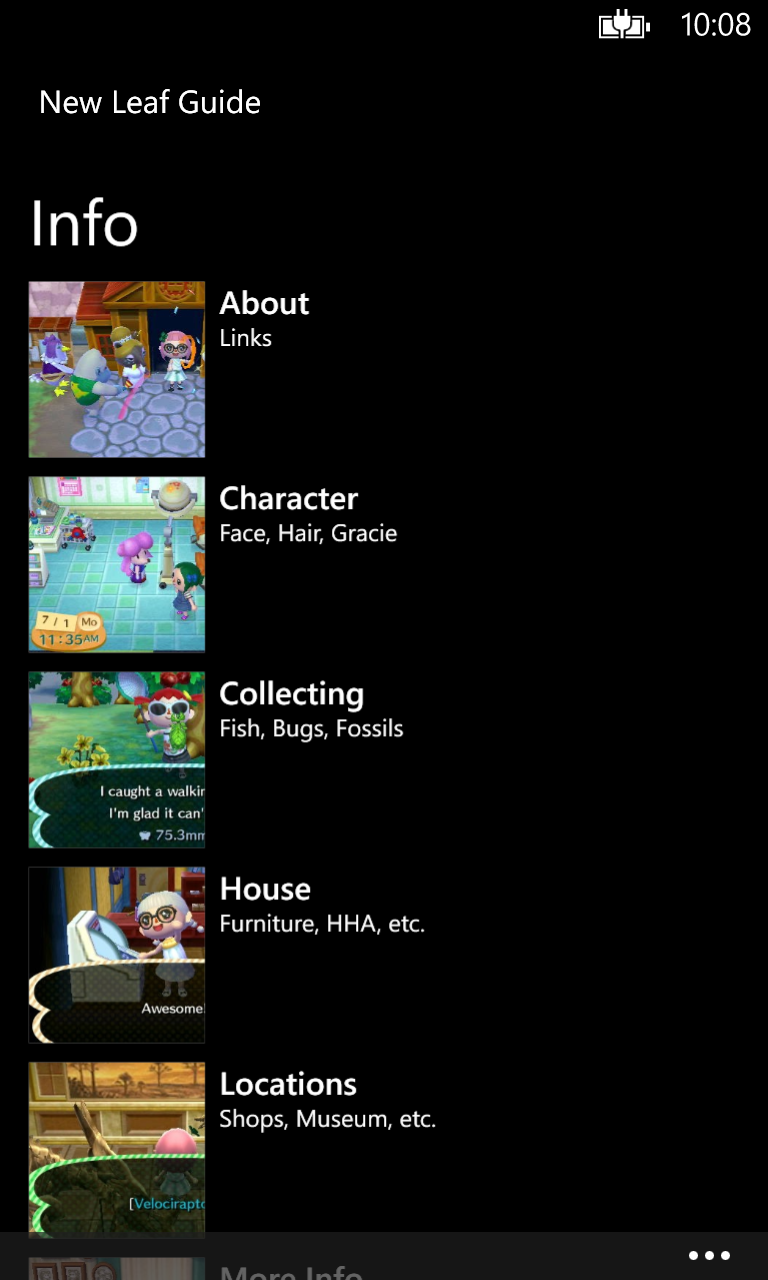 10:08
New Leaf Guide
Info
About
Links
Character
Face, Hair, Gracie
7 / 1 Mo
11:35AM
Collecting
Fish, Bugs, Fossils
I caught a walkin
I'm glad it can'
75.3mm
House
Furniture, HHA, etc.
Awesome!
Locations
Shops, Museum, etc.
[Velocirapto
More Info